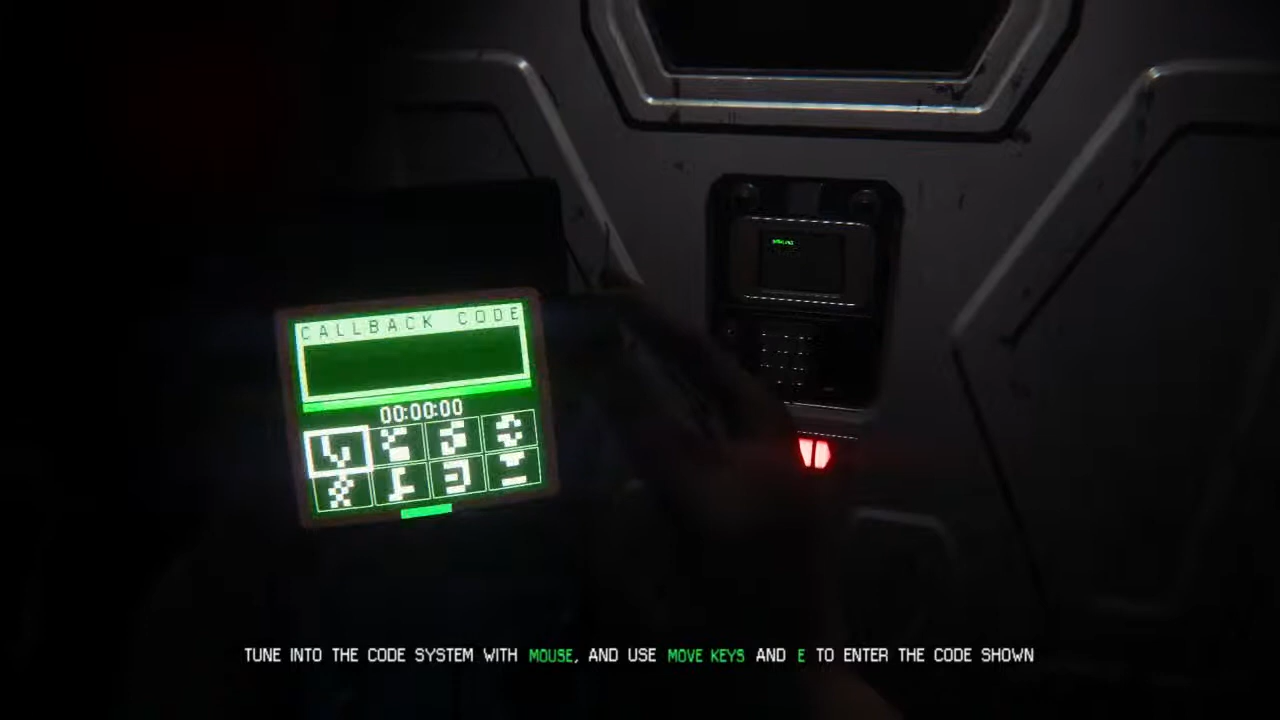 CALLBACK CODE
00:00:00
TUNE INTO THE CODE SYSTEM WITH MOUSE, AND USE MOVE KEYS AND E TO ENTER THE CODE SHOWN